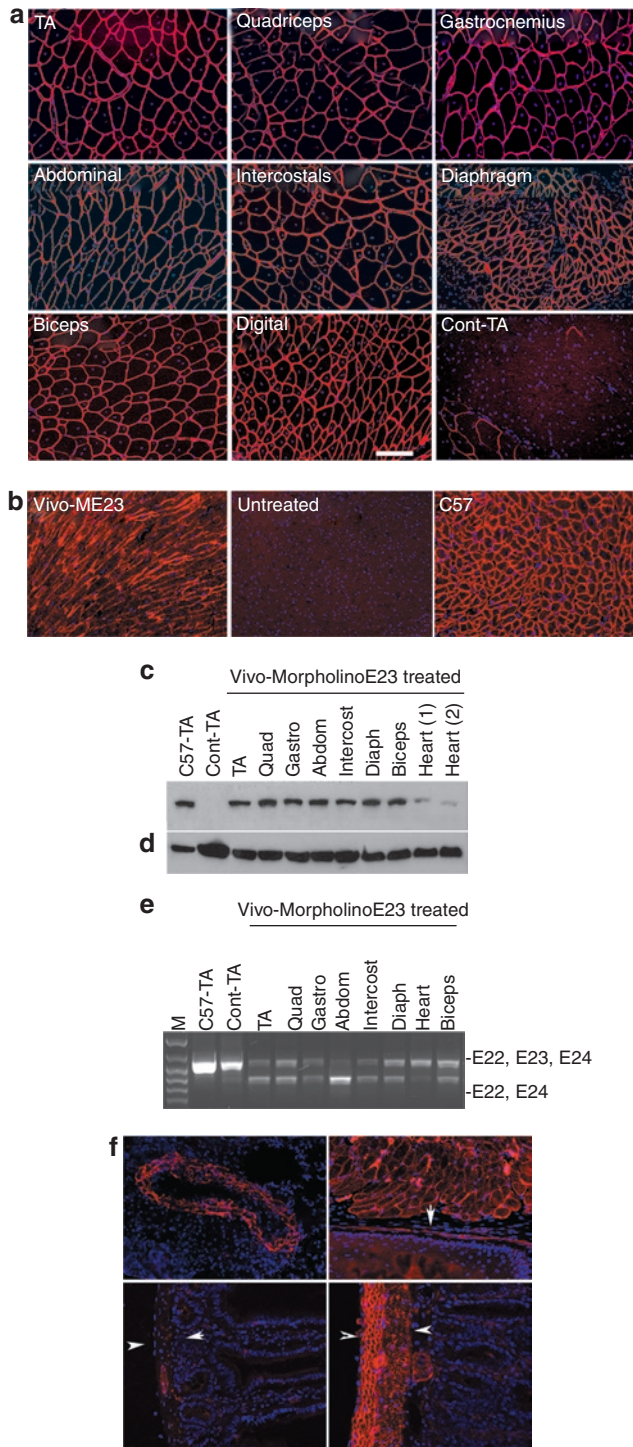 a
TA
Quadriceps
Gastrocnemius
Abdominal
Intercostals
Diaphragm
Biceps
Digital
Cont-TA
b
Vivo-ME23
Untreated
C57
c
Vivo-MorpholinoE23 treated
C57-TA
Cont-TA
TA
Quad
Gastro
Abdom
Intercost
Diaph
Biceps
Heart (1)
Heart (2)
d
e
Vivo-MorpholinoE23 treated
M
C57-TA
Cont-TA
TA
Quad
Gastro
Abdom
Intercost
Diaph
Heart
Biceps
-E22, E23, E24
-E22, E24
f